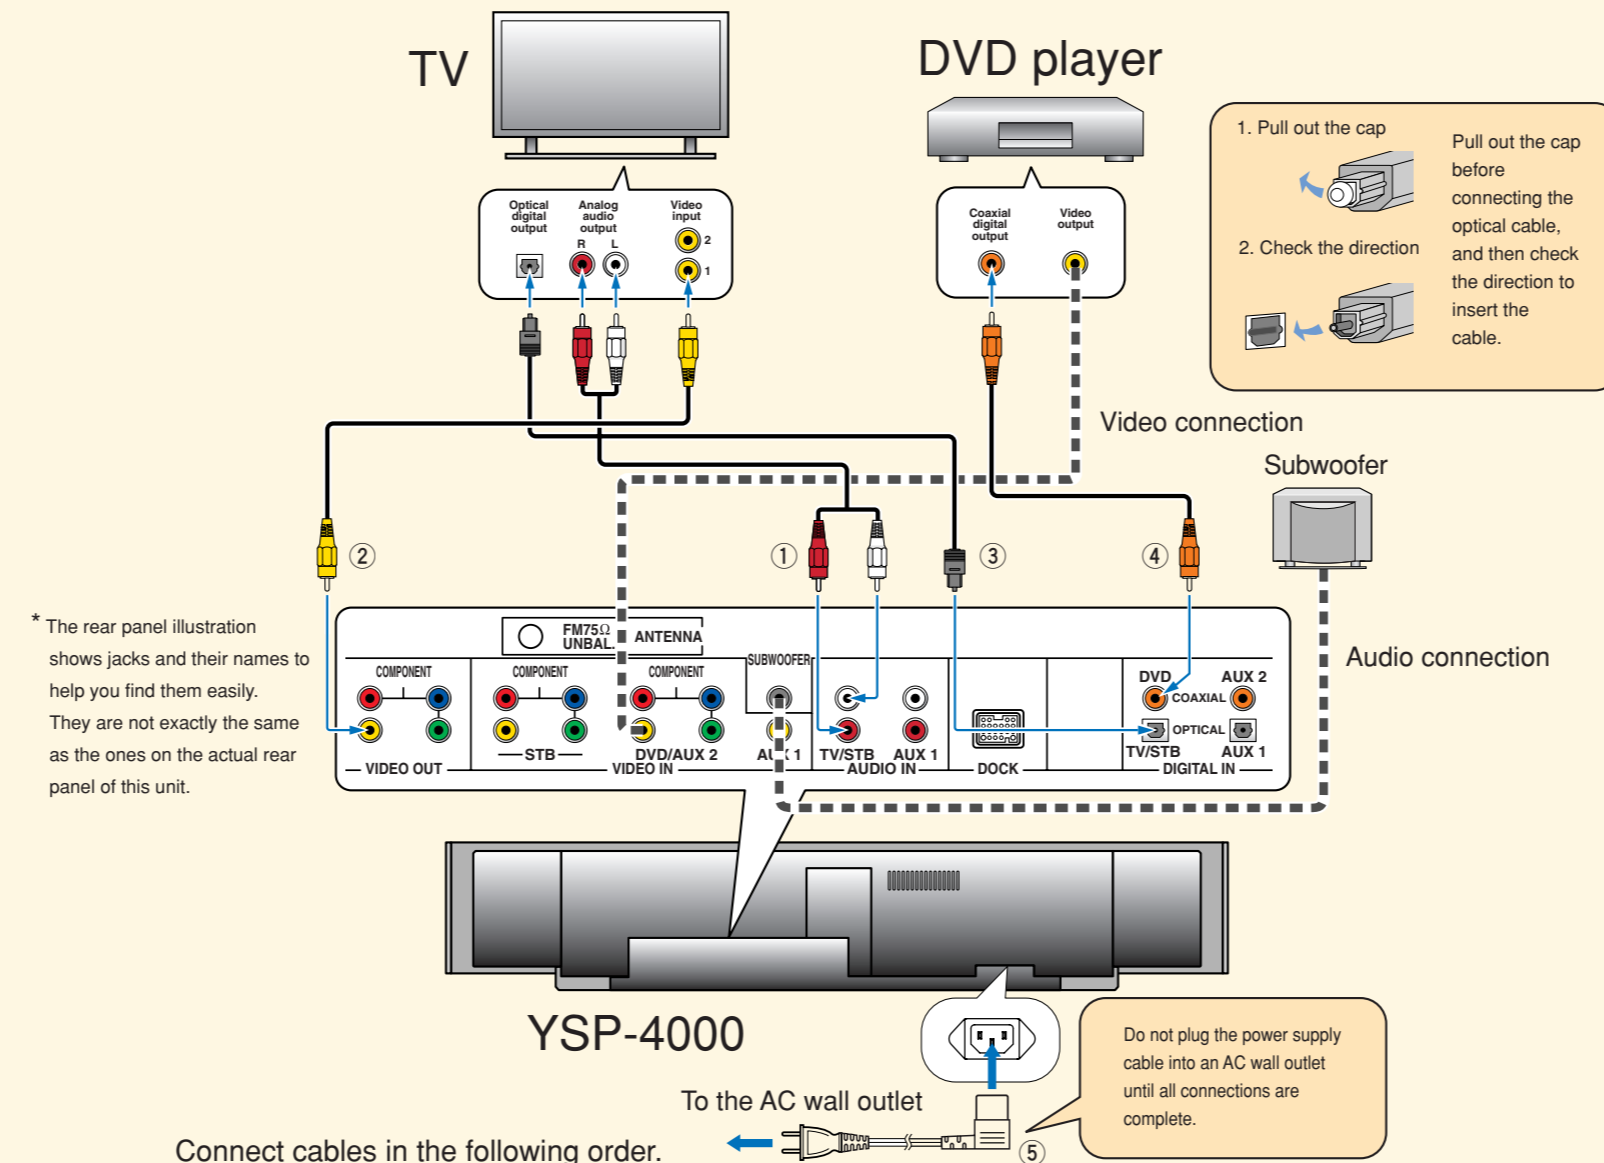 TV
DVD player
Optical
digital
output
Analog
audio
output
R L
Video
input
2
1
Coaxial
digital
output
Video
output
1. Pull out the cap
2. Check the direction
Pull out the cap
before
connecting the
optical cable,
and then check
the direction to
insert the
cable.
Video connection
Subwoofer
②
①
③
④
* The rear panel illustration
shows jacks and their names to
help you find them easily.
They are not exactly the same
as the ones on the actual rear
panel of this unit.
FM75Ω
UNBAL.
ANTENNA
COMPONENT
COMPONENT
COMPONENT
SUBWOOFER
DVD
AUX 2
COAXIAL
OPTICAL
STB
DVD/AUX 2
AUX 1
TV/STB
AUX 1
TV/STB
AUX 1
VIDEO OUT
VIDEO IN
AUDIO IN
DOCK
DIGITAL IN
Audio connection
YSP-4000
Do not plug the power supply
cable into an AC wall outlet
until all connections are
complete.
To the AC wall outlet
⑤
Connect cables in the following order.